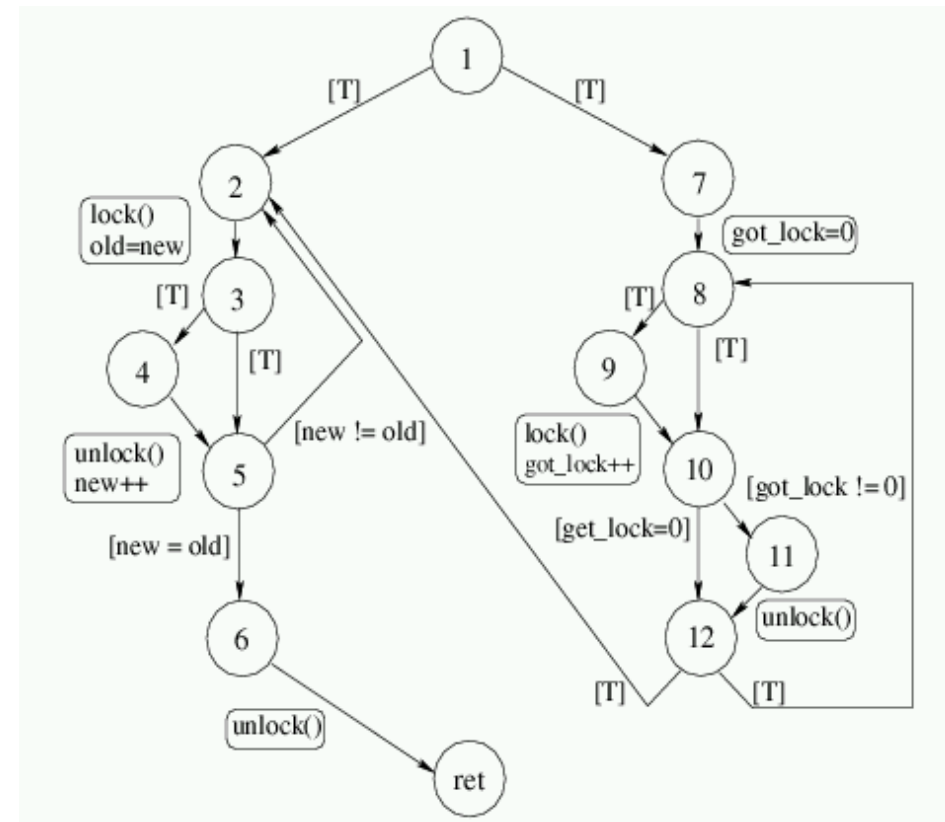 1
[T]
[T]
2
7
lock()
old=new
got_lock=0
[T]
3
[T]
8
[T]
[T]
4
9
[new != old]
lock()
got_lock++
unlock()
new++
5
10
[got_lock != 0]
[get_lock=0]
[new = old]
11
unlock()
6
12
[T]
[T]
unlock()
ret